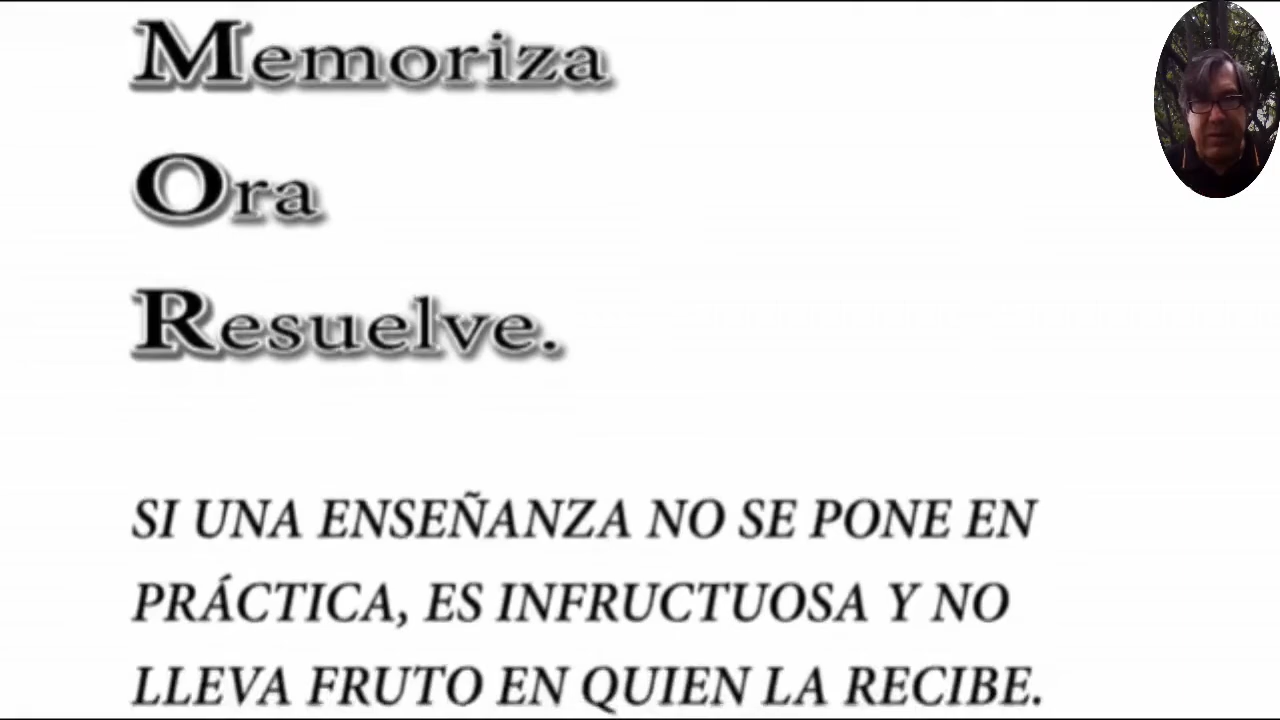 Memoriza
Ora
Resuelve.
SI UNA ENSEÑANZA NO SE PONE EN
PRÁCTICA, ES INFRUCTUOSA Y NO
LLEVA FRUTO EN QUIEN LA RECIBE.